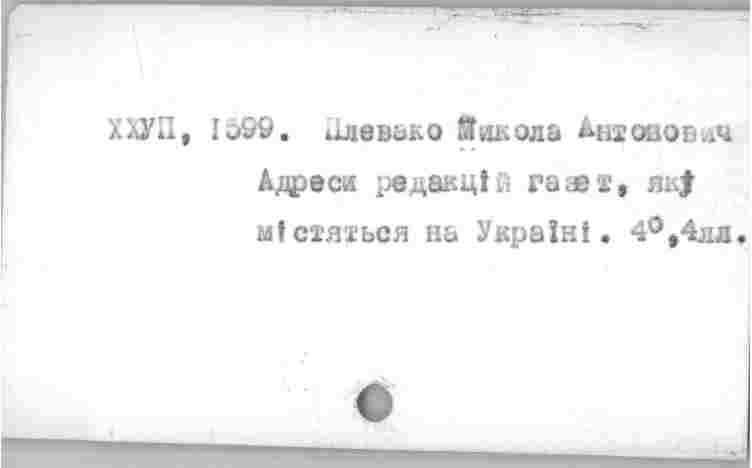 ХХУП, 1599. Плевако Микола Антонович
Адреси редакцій газет, які
містяться на Україні. 4⁰,4лл.